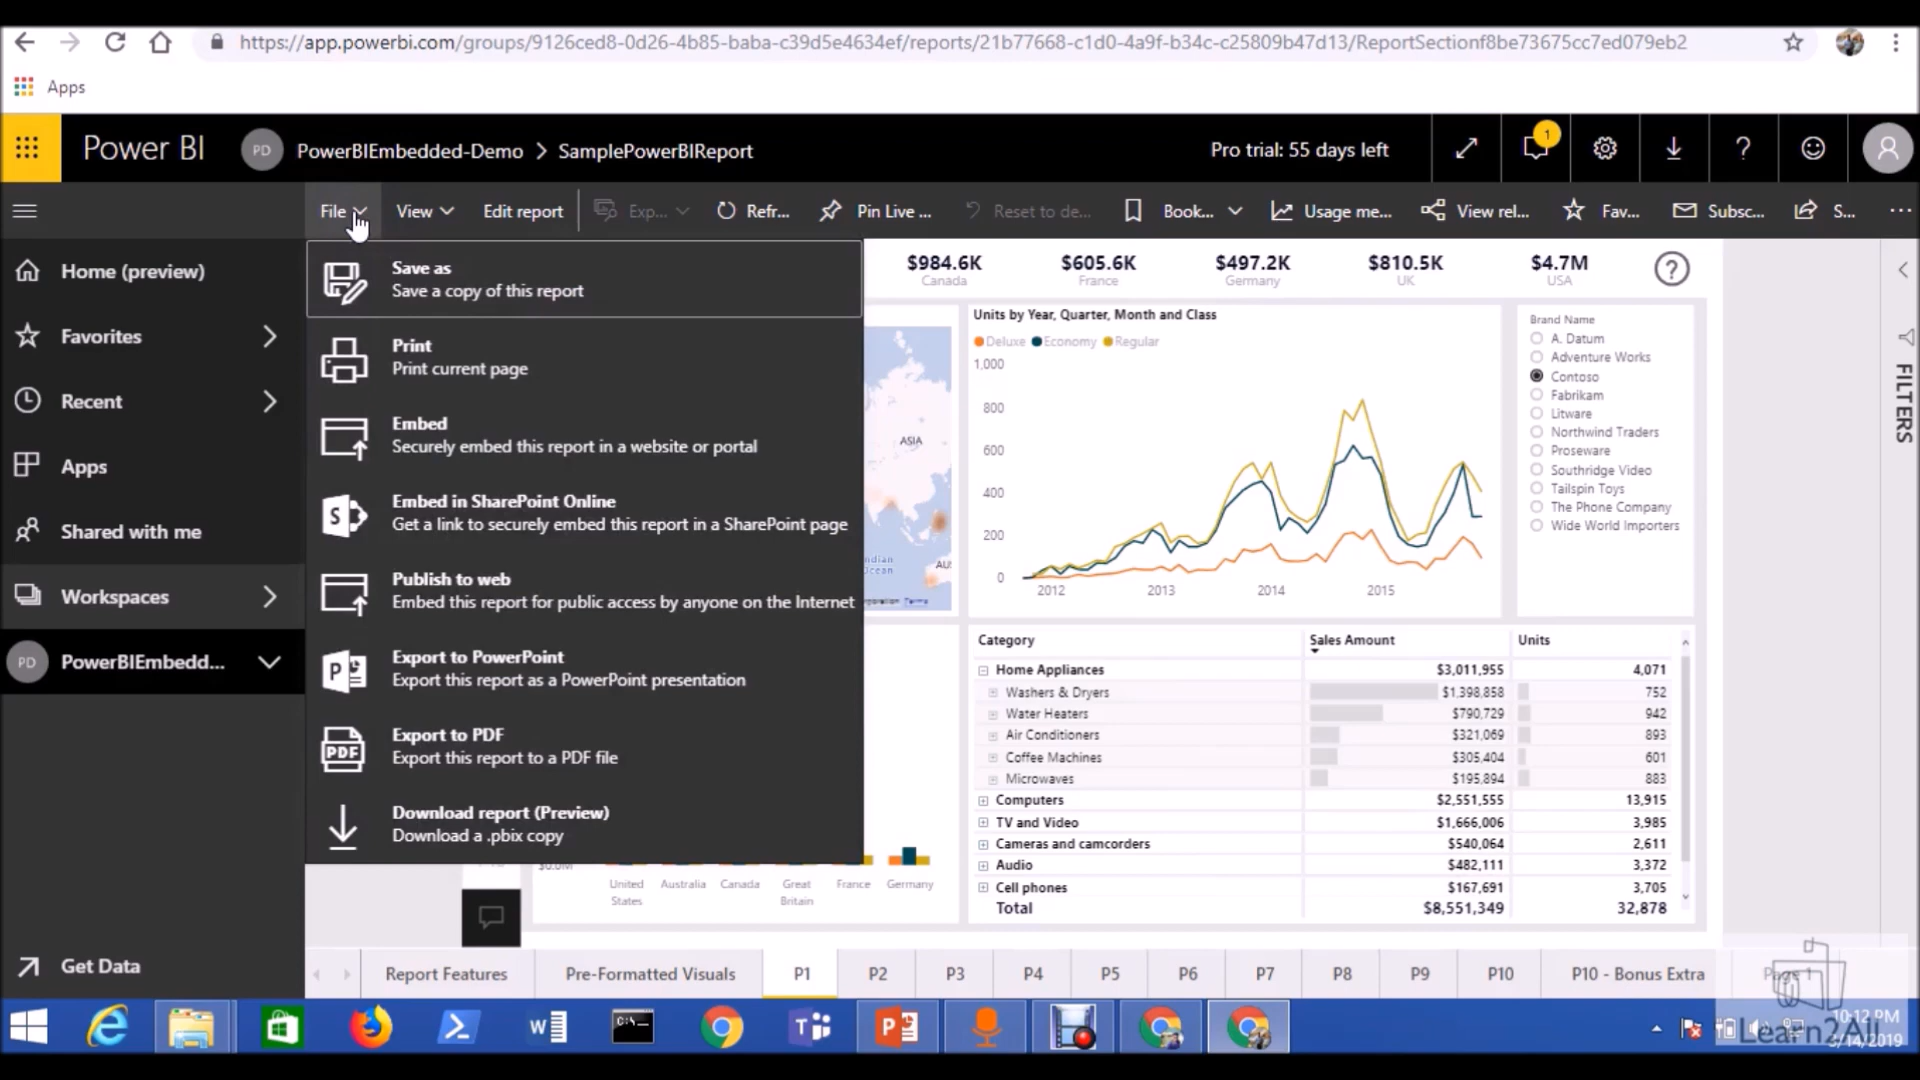 https://app.powerbi.com/groups/9126ced8-0d26-4b85-baba-c39d5e4634ef/reports/21b77668-c1d0-4a9f-b34c-c25809b47d13/ReportSectionf8be73675cc7ed079eb2
Apps
Power BI
PD
PowerBIEmbedded-Demo > SamplePowerBIReport
Pro trial: 55 days left
1
File
View
Edit report
Exp...
Refr...
Pin Live ...
Reset to de...
Book...
Usage me...
View rel...
Fav...
Subsc...
S...
Home (preview)
Favorites
Recent
Apps
Shared with me
Workspaces
PD
PowerBIEmbedd...
Get Data
Save as
Save a copy of this report
Print
Print current page
Embed
Securely embed this report in a website or portal
Embed in SharePoint Online
Get a link to securely embed this report in a SharePoint page
Publish to web
Embed this report for public access by anyone on the Internet
Export to PowerPoint
Export this report as a PowerPoint presentation
Export to PDF
Export this report to a PDF file
Download report (Preview)
Download a .pbix copy
$984.6K
Canada
$605.6K
France
$497.2K
Germany
$810.5K
UK
$4.7M
USA
ASIA
Terms
Units by Year, Quarter, Month and Class
Deluxe Economy Regular
1,000
800
600
400
200
0
2012 2013 2014 2015
Brand Name
A. Datum
Adventure Works
Contoso
Fabrikam
Litware
Northwind Traders
Proseware
Southridge Video
Tailspin Toys
The Phone Company
Wide World Importers
FILTERS
Category Sales Amount Units
Home Appliances $3,011,955 4,071
Washers & Dryers $1,398,858 752
Water Heaters $790,729 942
Air Conditioners $321,069 893
Coffee Machines $305,404 601
Microwaves $195,894 883
Computers $2,551,555 13,915
TV and Video $1,666,006 3,985
Cameras and camcorders $540,064 2,611
Audio $482,111 3,372
Cell phones $167,691 3,705
Total $8,551,349 32,878
$0.0M
United States
Australia
Canada
Great Britain
France
Germany
Report Features
Pre-Formatted Visuals
P1
P2
P3
P4
P5
P6
P7
P8
P9
P10
P10 - Bonus Extra
Page 1
10:12 PM
Learn2All